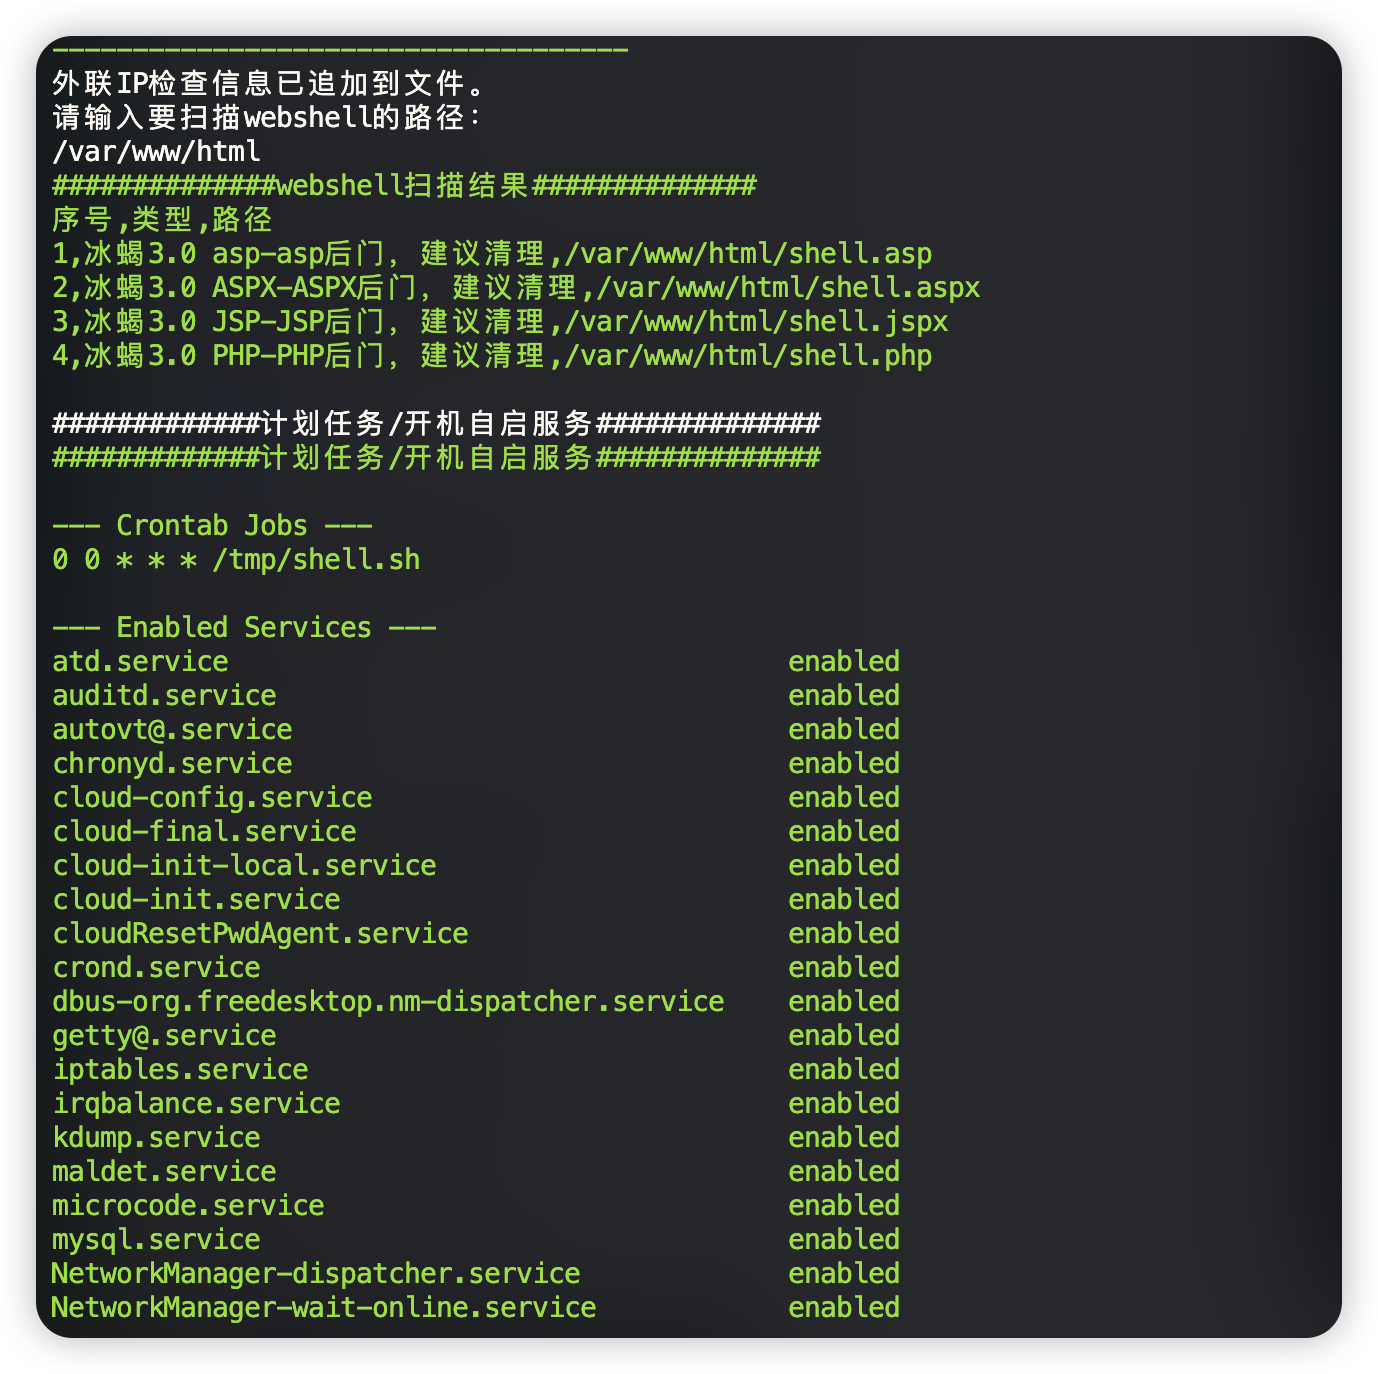 ------------------------------------
外联IP检查信息已追加到文件。
请输入要扫描webshell的路径：
/var/www/html
##############webshell扫描结果##############
序号,类型,路径
1,冰蝎3.0 asp-asp后门，建议清理,/var/www/html/shell.asp
2,冰蝎3.0 ASPX-ASPX后门，建议清理,/var/www/html/shell.aspx
3,冰蝎3.0 JSP-JSP后门，建议清理,/var/www/html/shell.jspx
4,冰蝎3.0 PHP-PHP后门，建议清理,/var/www/html/shell.php
#############计划任务/开机自启服务##############
#############计划任务/开机自启服务##############
--- Crontab Jobs ---
0 0 * * * /tmp/shell.sh
--- Enabled Services ---
atd.service enabled
auditd.service enabled
autovt@.service enabled
chronyd.service enabled
cloud-config.service enabled
cloud-final.service enabled
cloud-init-local.service enabled
cloud-init.service enabled
cloudResetPwdAgent.service enabled
crond.service enabled
dbus-org.freedesktop.nm-dispatcher.service enabled
getty@.service enabled
iptables.service enabled
irqbalance.service enabled
kdump.service enabled
maldet.service enabled
microcode.service enabled
mysql.service enabled
NetworkManager-dispatcher.service enabled
NetworkManager-wait-online.service enabled